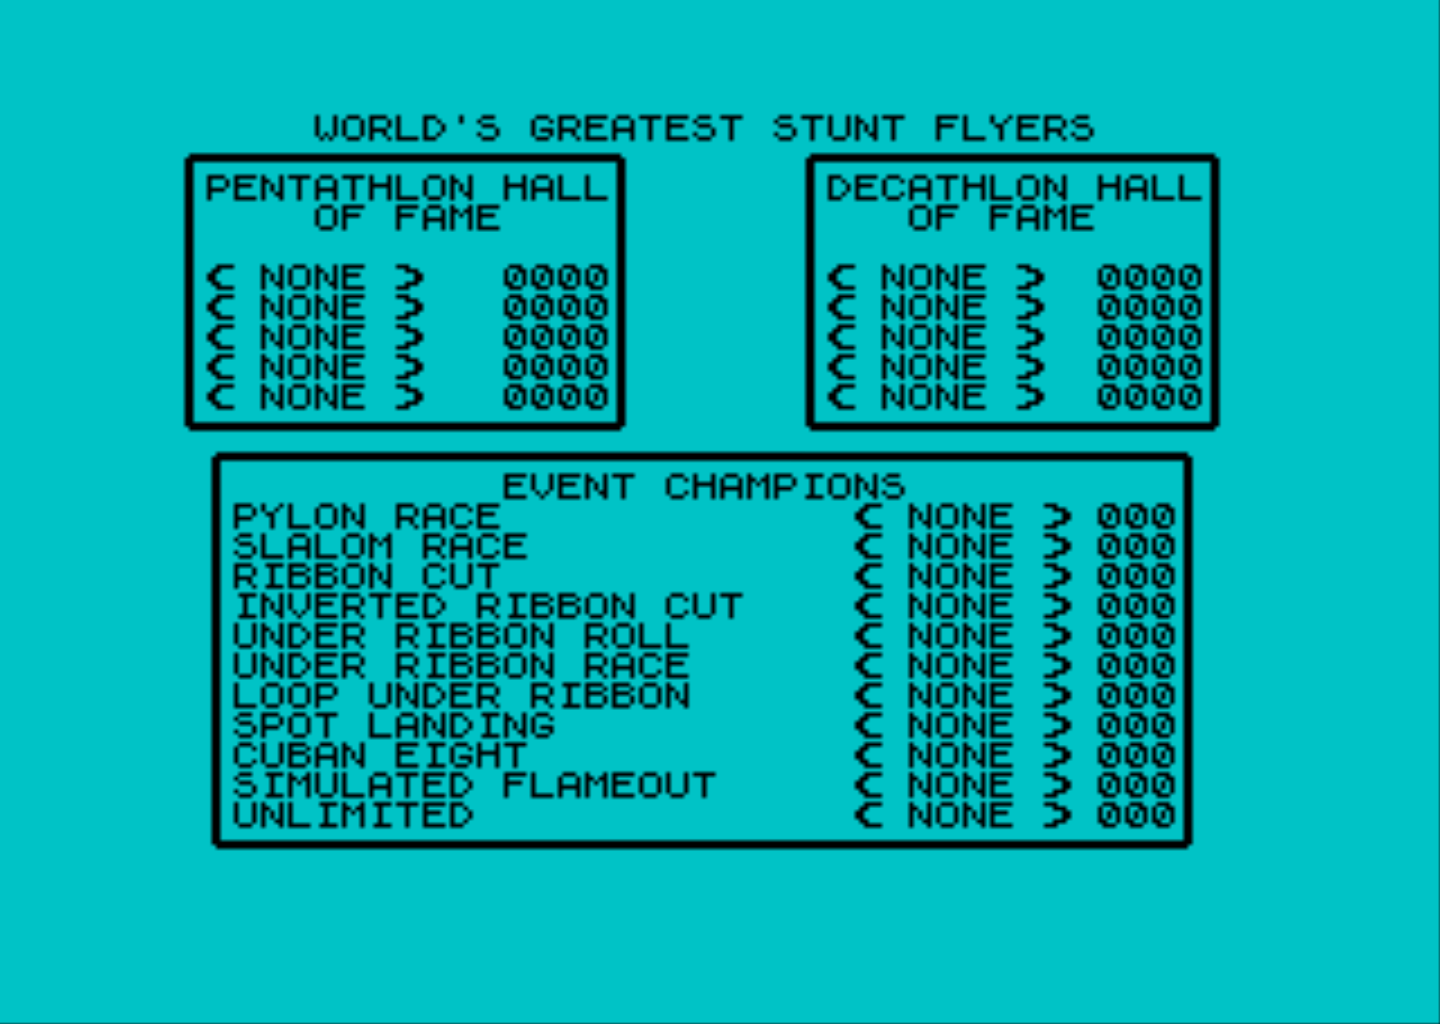 WORLD'S GREATEST STUNT FLYERS
PENTATHLON HALL
OF FAME
< NONE > 0000
< NONE > 0000
< NONE > 0000
< NONE > 0000
< NONE > 0000
DECATHLON HALL
OF FAME
< NONE > 0000
< NONE > 0000
< NONE > 0000
< NONE > 0000
< NONE > 0000
EVENT CHAMPIONS
PYLON RACE < NONE > 000
SLALOM RACE < NONE > 000
RIBBON CUT < NONE > 000
INVERTED RIBBON CUT < NONE > 000
UNDER RIBBON ROLL < NONE > 000
UNDER RIBBON RACE < NONE > 000
LOOP UNDER RIBBON < NONE > 000
SPOT LANDING < NONE > 000
CUBAN EIGHT < NONE > 000
SIMULATED FLAMEOUT < NONE > 000
UNLIMITED < NONE > 000